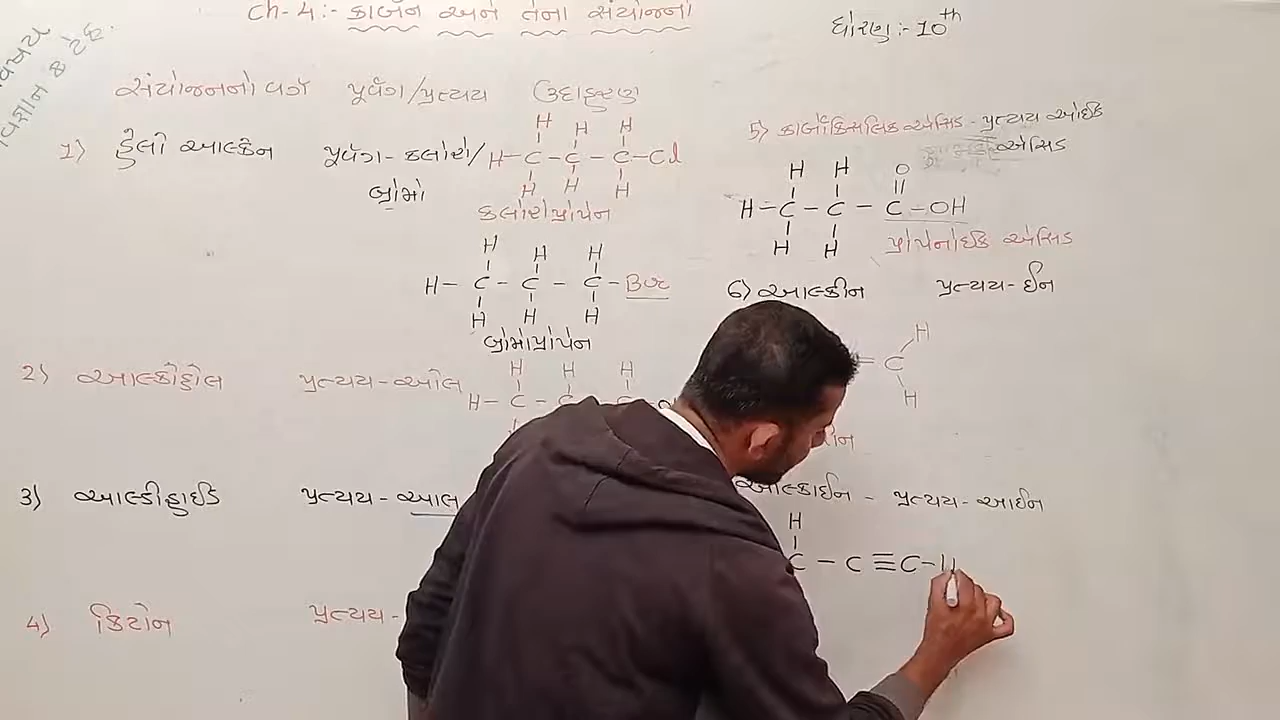 Ch-4:- કાર્બન અને તેના સંયોજનો
ધોરણ:- 10th
વિષય
વિજ્ઞાન & ટેક.
સંયોજનનો વર્ગ પૂર્વગ/પ્રત્યય ઉદાહરણ
1) હેલો આલ્કેન પૂર્વગ- ક્લોરો/
બ્રોમો
H H H
H-C-C-C-Cl
H H H
ક્લોરોપ્રોપેન
H H H
H-C-C-C-Br
H H H
બ્રોમોપ્રોપેન
2) આલ્કોહોલ પ્રત્યય-ઓલ
H H H
H-C-C-C
3) આલ્ડીહાઈડ પ્રત્યય-આલ
4) કિટોન પ્રત્યય-
5) કાર્બોક્સિલિક એસિડ-પ્રત્યય ઓઈક
એસિડ
H H O
H-C-C-C-OH
H H
પ્રોપેનોઈક એસિડ
6) આલ્કીન પ્રત્યય-ઈન
H
=C
H
ીન
આલ્કાઈન - પ્રત્યય-આઈન
H
C-C≡C-H